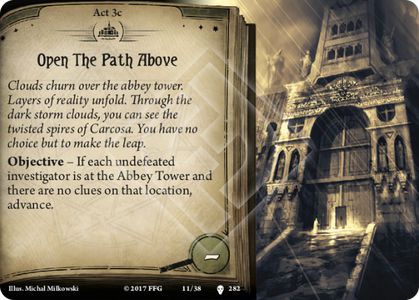 Act 3c
Open The Path Above
Clouds churn over the abbey tower.
Layers of reality unfold. Through the
dark storm clouds, you can see the
twisted spires of Carcosa. You have no
choice but to make the leap.
Objective – If each undefeated
investigator is at the Abbey Tower and
there are no clues on that location,
advance.
-
Illus. Michal Milkowski
© 2017 FFG
11/38
282